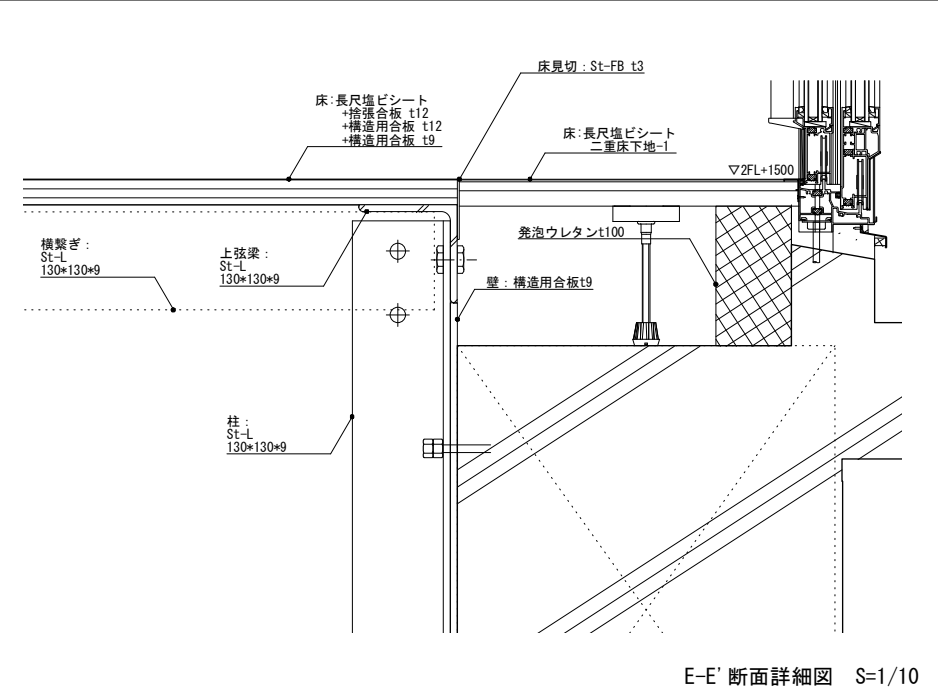 床見切：St-FB t3
床:長尺塩ビシート
+捨張合板 t12
+構造用合板 t12
+構造用合板 t9
床:長尺塩ビシート
二重床下地-1
▽2FL+1500
横繋ぎ：
St-L
130*130*9
上弦梁：
St-L
130*130*9
発泡ウレタンt100
壁：構造用合板t9
柱：
St-L
130*130*9
E-E' 断面詳細図 S=1/10